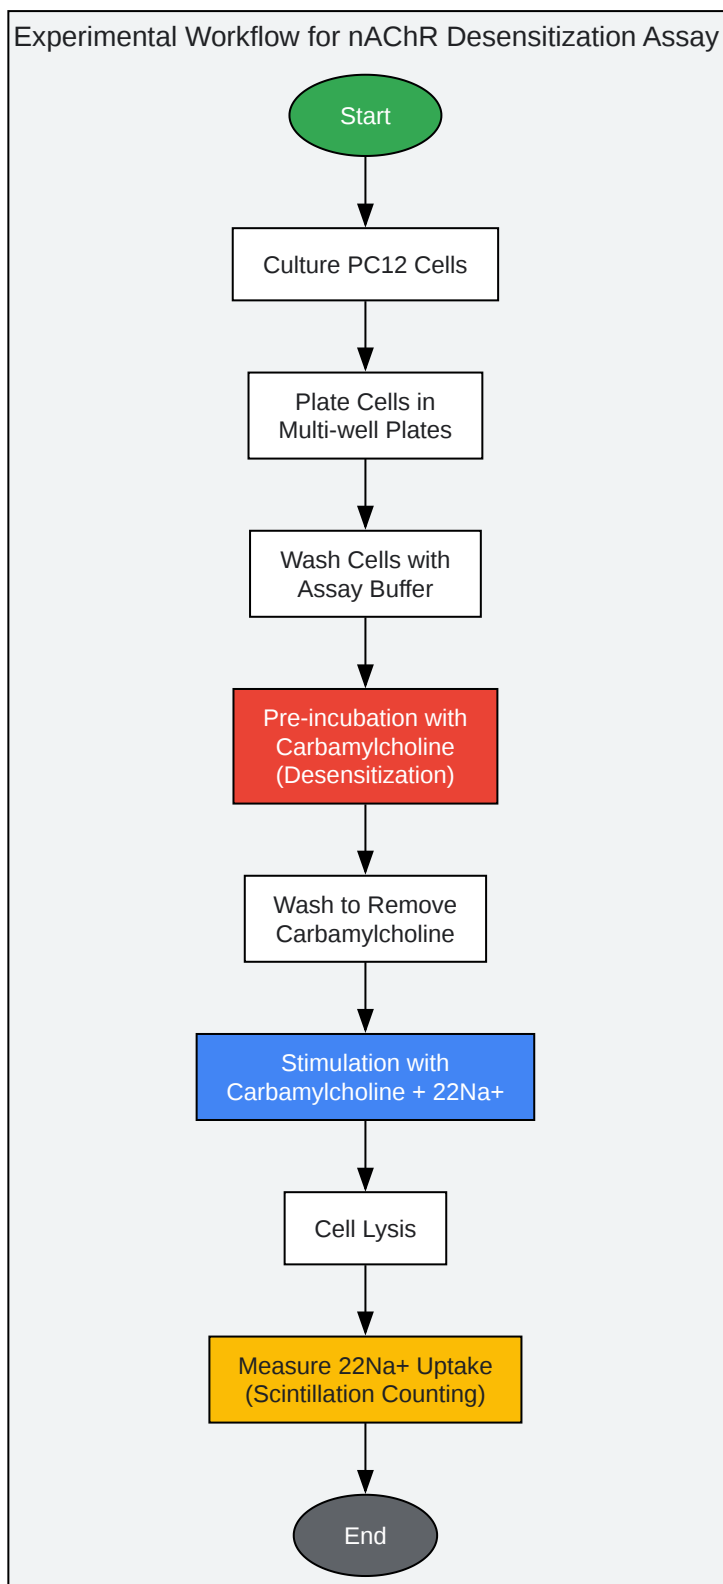 Experimental Workflow for nAChR Desensitization Assay
Start
Culture PC12 Cells
Plate Cells in
Multi-well Plates
Wash Cells with
Assay Buffer
Pre-incubation with
Carbamylcholine
(Desensitization)
Wash to Remove
Carbamylcholine
Stimulation with
Carbamylcholine + 22Na+
Cell Lysis
Measure 22Na+ Uptake
(Scintillation Counting)
End